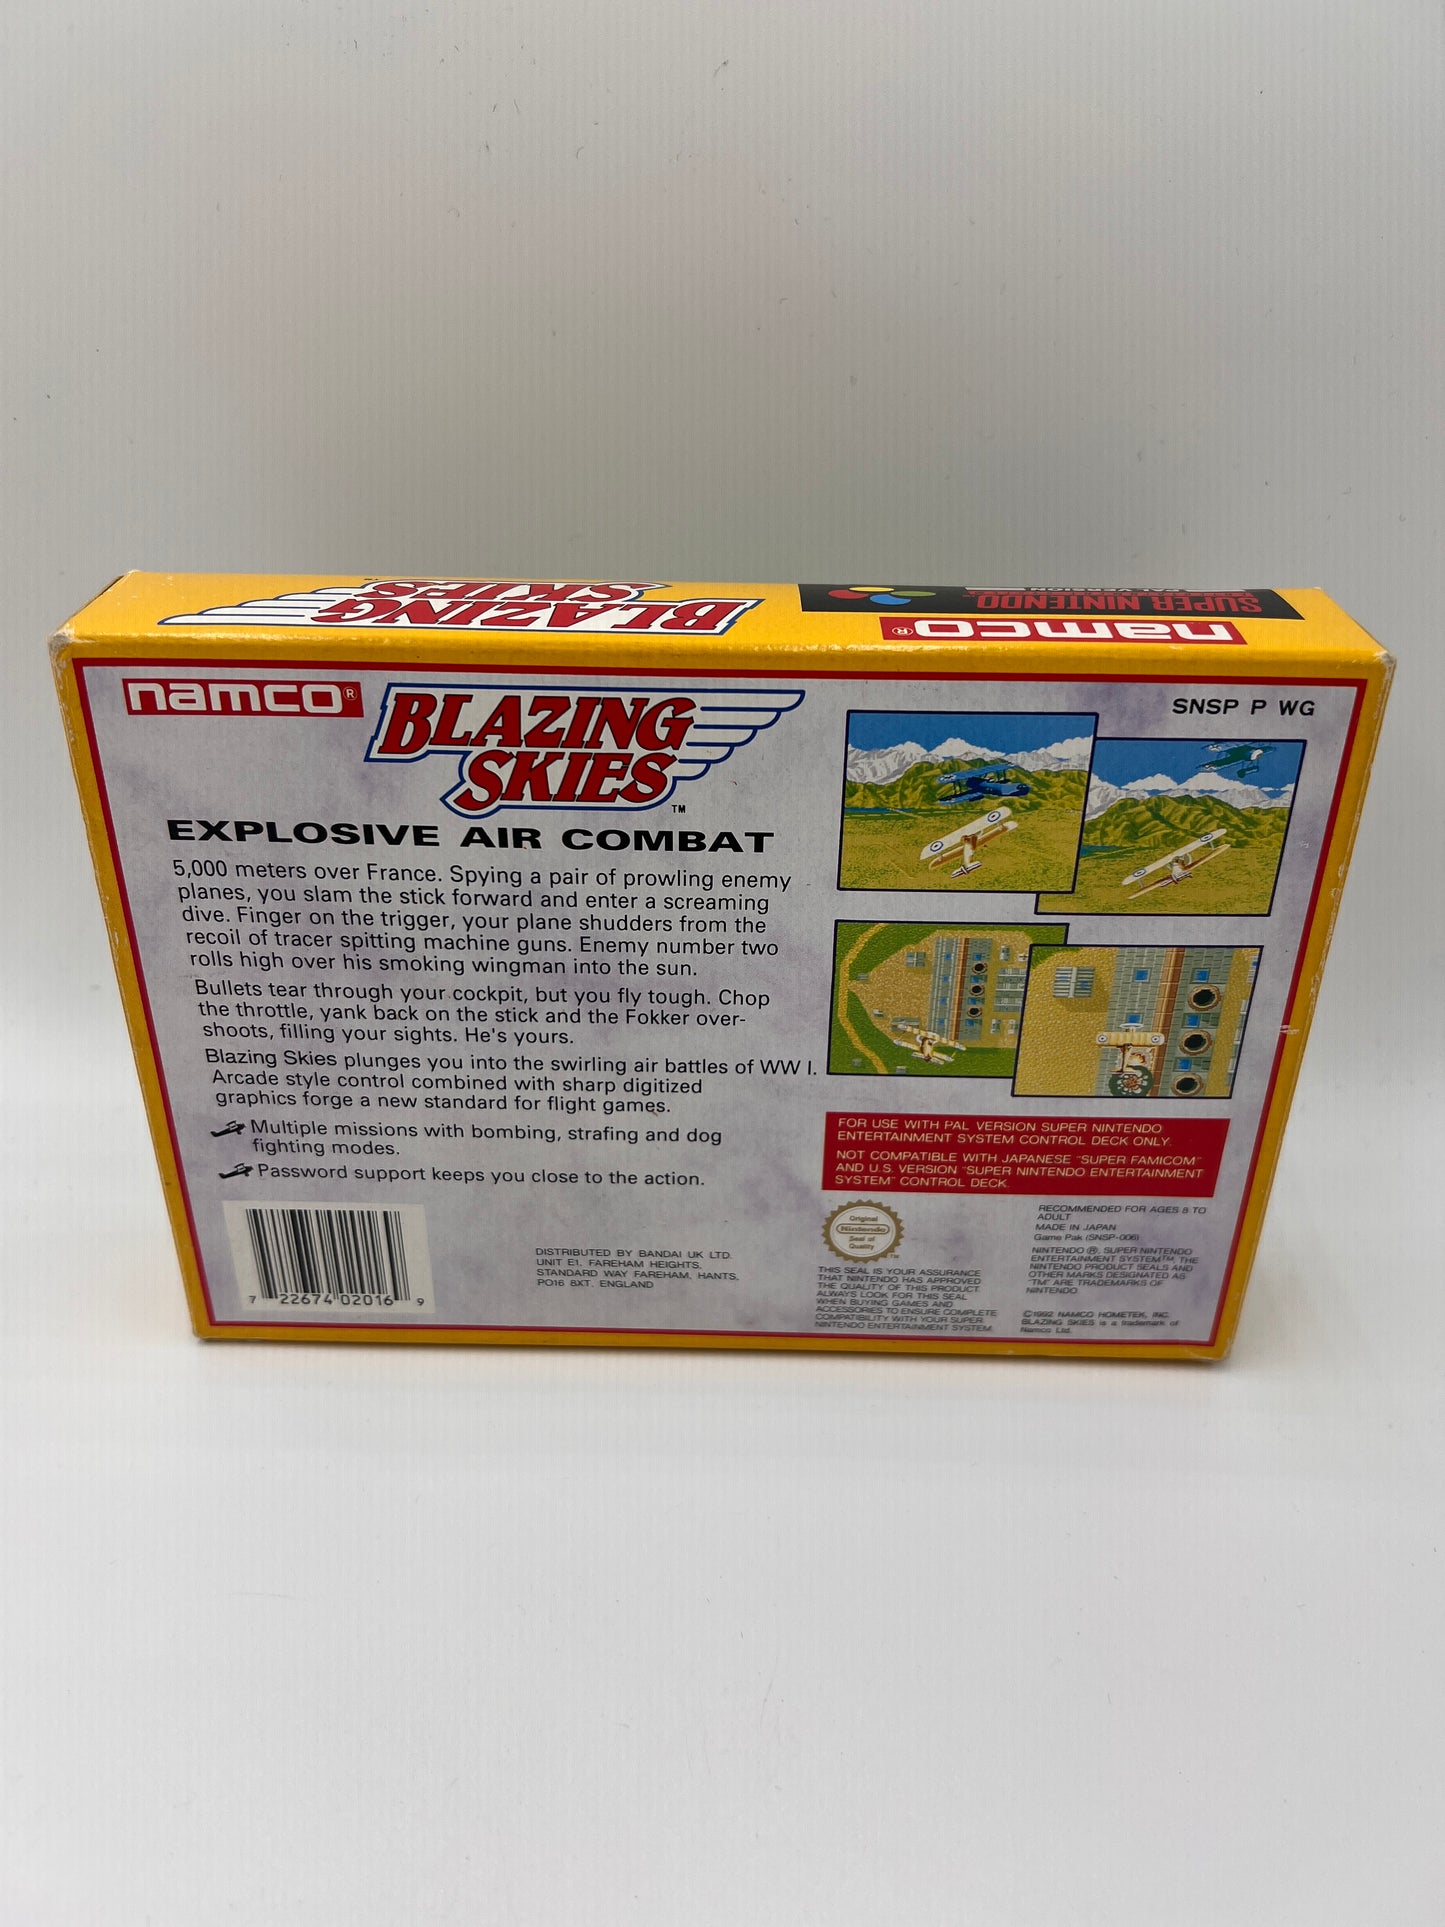 BLAZING
SKIES
SUPER NINTENDO
namco®
namco®
BLAZING
SKIES™
SNSP P WG
EXPLOSIVE AIR COMBAT
5,000 meters over France. Spying a pair of prowling enemy
planes, you slam the stick forward and enter a screaming
dive. Finger on the trigger, your plane shudders from the
recoil of tracer spitting machine guns. Enemy number two
rolls high over his smoking wingman into the sun.
Bullets tear through your cockpit, but you fly tough. Chop
the throttle, yank back on the stick and the Fokker over-
shoots, filling your sights. He's yours.
Blazing Skies plunges you into the swirling air battles of WW I.
Arcade style control combined with sharp digitized
graphics forge a new standard for flight games.
Multiple missions with bombing, strafing and dog
fighting modes.
Password support keeps you close to the action.
FOR USE WITH PAL VERSION SUPER NINTENDO
ENTERTAINMENT SYSTEM CONTROL DECK ONLY.
NOT COMPATIBLE WITH JAPANESE "SUPER FAMICOM"
AND U.S. VERSION "SUPER NINTENDO ENTERTAINMENT
SYSTEM" CONTROL DECK.
7 22674 02016 9
DISTRIBUTED BY BANDAI UK LTD.
UNIT E1, FAREHAM HEIGHTS,
STANDARD WAY FAREHAM, HANTS,
PO16 8XT, ENGLAND
Original
Nintendo
Seal of
Quality
™
THIS SEAL IS YOUR ASSURANCE
THAT NINTENDO HAS APPROVED
THE QUALITY OF THIS PRODUCT.
ALWAYS LOOK FOR THIS SEAL
WHEN BUYING GAMES AND
ACCESSORIES TO ENSURE COMPLETE
COMPATIBILITY WITH YOUR SUPER
NINTENDO ENTERTAINMENT SYSTEM.
RECOMMENDED FOR AGES 8 TO
ADULT
MADE IN JAPAN
Game Pak (SNSP-006)
NINTENDO ®, SUPER NINTENDO
ENTERTAINMENT SYSTEM™, THE
NINTENDO PRODUCT SEALS AND
OTHER MARKS DESIGNATED AS
"TM" ARE TRADEMARKS OF
NINTENDO.
©1992 NAMCO HOMETEK, INC.
BLAZING SKIES is a trademark of
Namco Ltd.